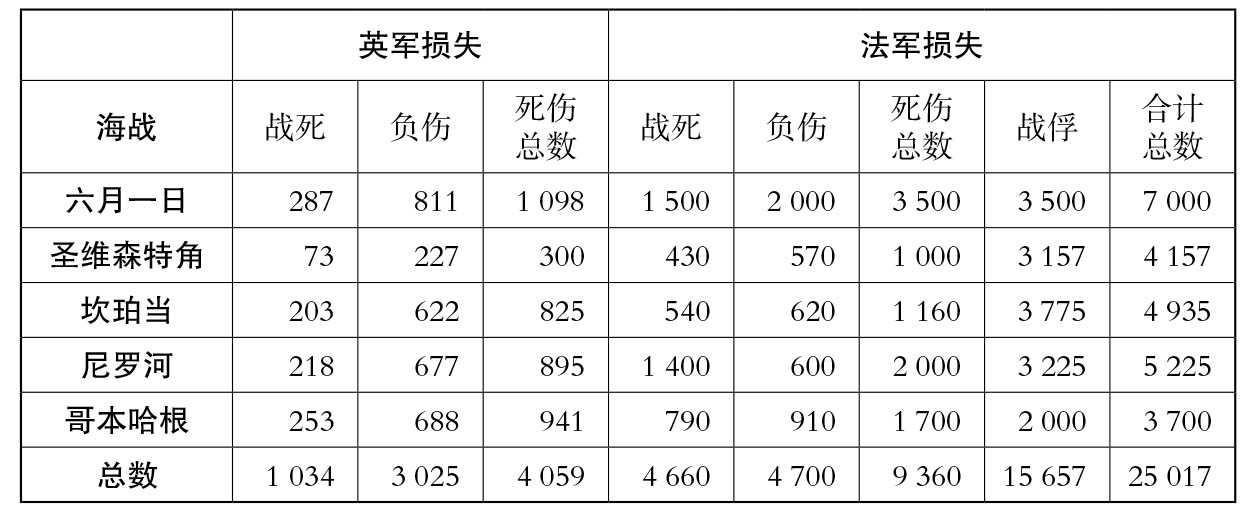 英军损失 法军损失
海战 战死 负伤 死伤总数 战死 负伤 死伤总数 战俘 合计总数
六月一日 287 811 1 098 1 500 2 000 3 500 3 500 7 000
圣维森特角 73 227 300 430 570 1 000 3 157 4 157
坎珀当 203 622 825 540 620 1 160 3 775 4 935
尼罗河 218 677 895 1 400 600 2 000 3 225 5 225
哥本哈根 253 688 941 790 910 1 700 2 000 3 700
总数 1 034 3 025 4 059 4 660 4 700 9 360 15 657 25 017